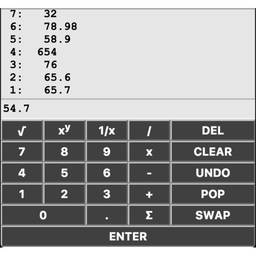 7: 32
6: 78.98
5: 58.9
4: 654
3: 76
2: 65.6
1: 65.7
54.7
√ xʸ 1/x / DEL
7 8 9 x CLEAR
4 5 6 - UNDO
1 2 3 + POP
0 . Σ SWAP
ENTER